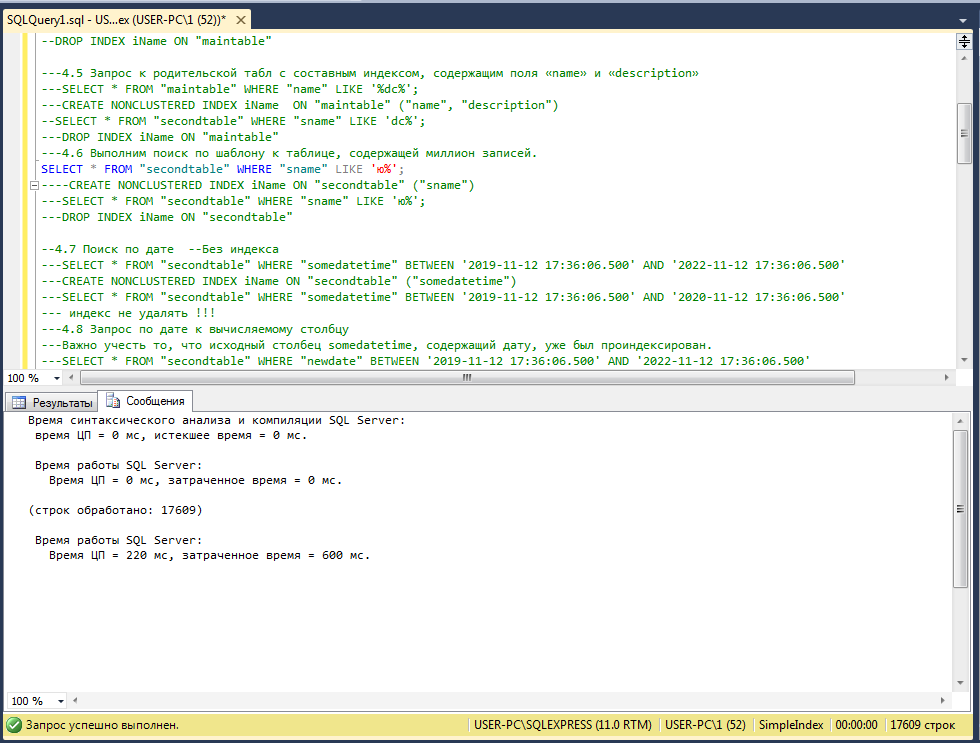 SQLQuery1.sql - US...ex (USER-PC\1 (52))*
--DROP INDEX iName ON "maintable"
---4.5 Запрос к родительской табл с составным индексом, содержащим поля «name» и «description»
---SELECT * FROM "maintable" WHERE "name" LIKE '%dc%';
---CREATE NONCLUSTERED INDEX iName  ON "maintable" ("name", "description")
--SELECT * FROM "secondtable" WHERE "sname" LIKE 'dc%';
---DROP INDEX iName ON "maintable"
---4.6 Выполним поиск по шаблону к таблице, содержащей миллион записей.
SELECT * FROM "secondtable" WHERE "sname" LIKE 'ю%';
----CREATE NONCLUSTERED INDEX iName ON "secondtable" ("sname")
---SELECT * FROM "secondtable" WHERE "sname" LIKE 'ю%';
---DROP INDEX iName ON "secondtable"
--4.7 Поиск по дате  --Без индекса
---SELECT * FROM "secondtable" WHERE "somedatetime" BETWEEN '2019-11-12 17:36:06.500' AND '2022-11-12 17:36:06.500'
---CREATE NONCLUSTERED INDEX iName ON "secondtable" ("somedatetime")
---SELECT * FROM "secondtable" WHERE "somedatetime" BETWEEN '2019-11-12 17:36:06.500' AND '2020-11-12 17:36:06.500'
--- индекс не удалять !!!
---4.8 Запрос по дате к вычисляемому столбцу
---Важно учесть то, что исходный столбец somedatetime, содержащий дату, уже был проиндексирован.
---SELECT * FROM "secondtable" WHERE "newdate" BETWEEN '2019-11-12 17:36:06.500' AND '2022-11-12 17:36:06.500'
100 %
Результаты Сообщения
Время синтаксического анализа и компиляции SQL Server:
время ЦП = 0 мс, истекшее время = 0 мс.
Время работы SQL Server:
Время ЦП = 0 мс, затраченное время = 0 мс.
(строк обработано: 17609)
Время работы SQL Server:
Время ЦП = 220 мс, затраченное время = 600 мс.
100 %
Запрос успешно выполнен. USER-PC\SQLEXPRESS (11.0 RTM) USER-PC\1 (52) SimpleIndex 00:00:00 17609 строк